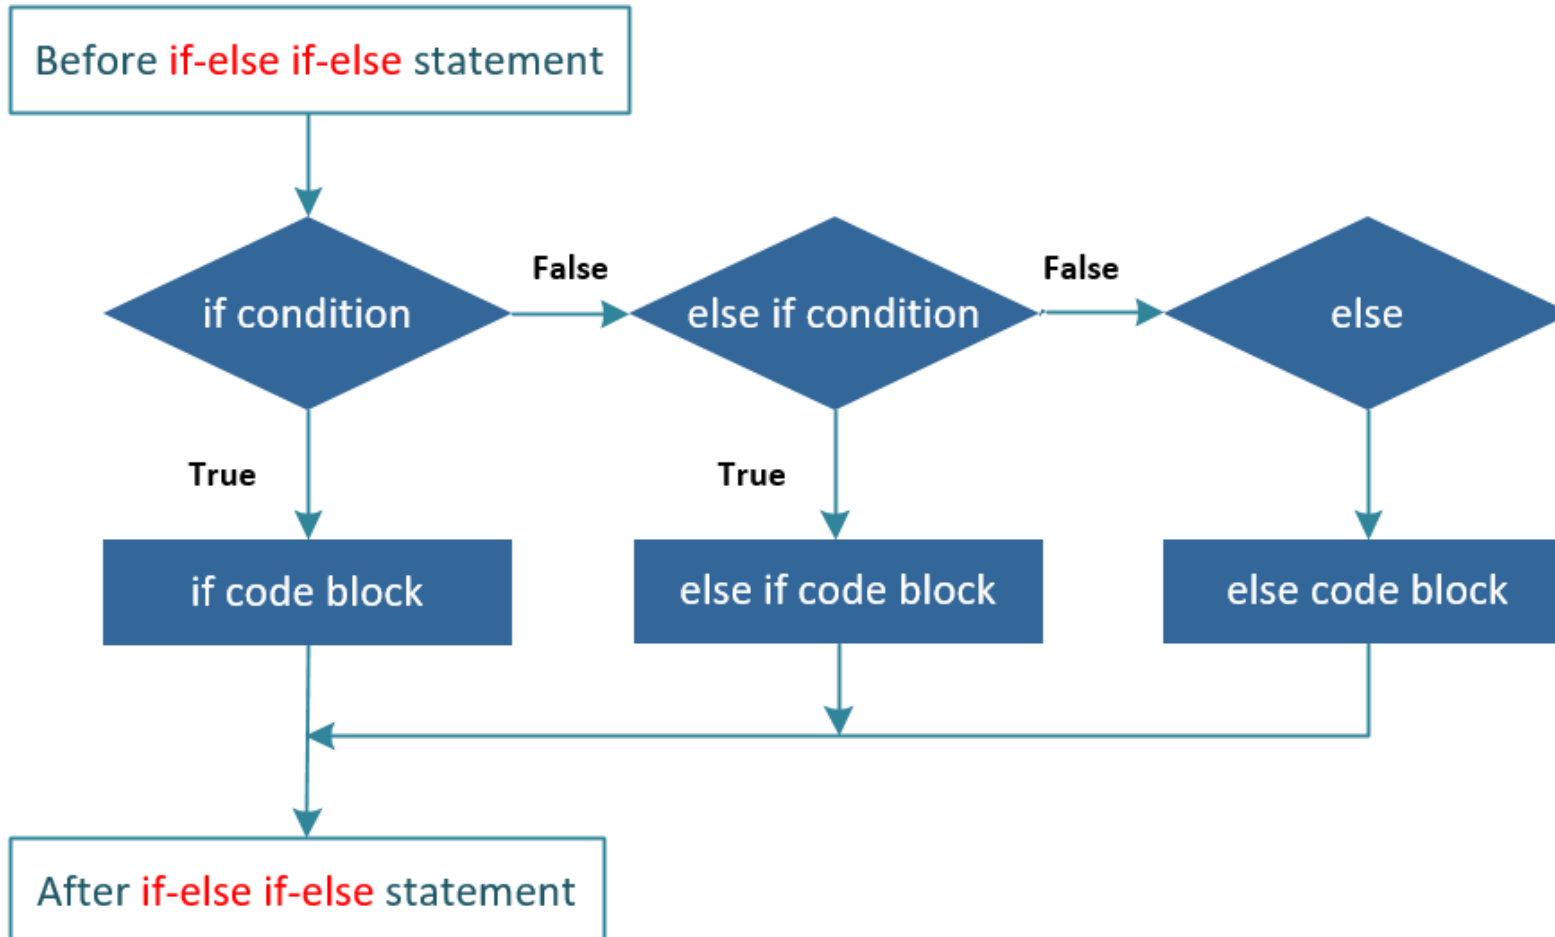 Before if-else if-else statement
False
False
if condition
else if condition
else
True
True
if code block
else if code block
else code block
After if-else if-else statement